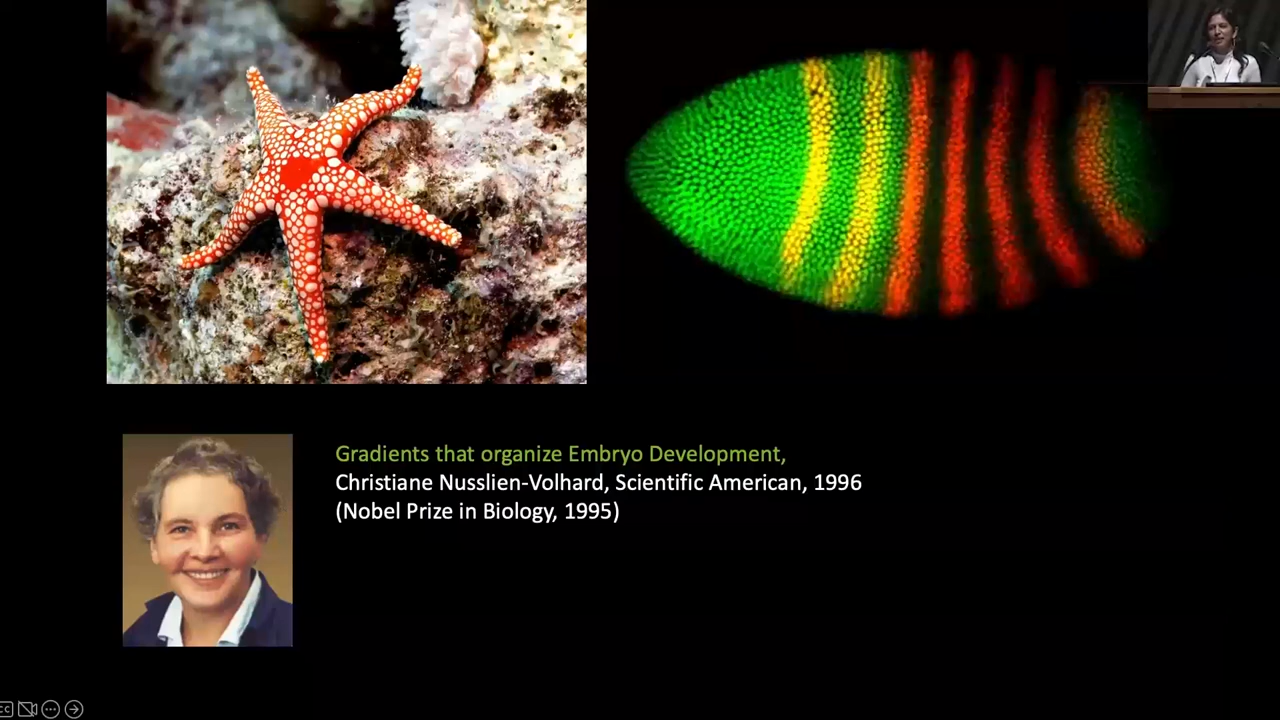 Gradients that organize Embryo Development,
Christiane Nusslien-Volhard, Scientific American, 1996
(Nobel Prize in Biology, 1995)